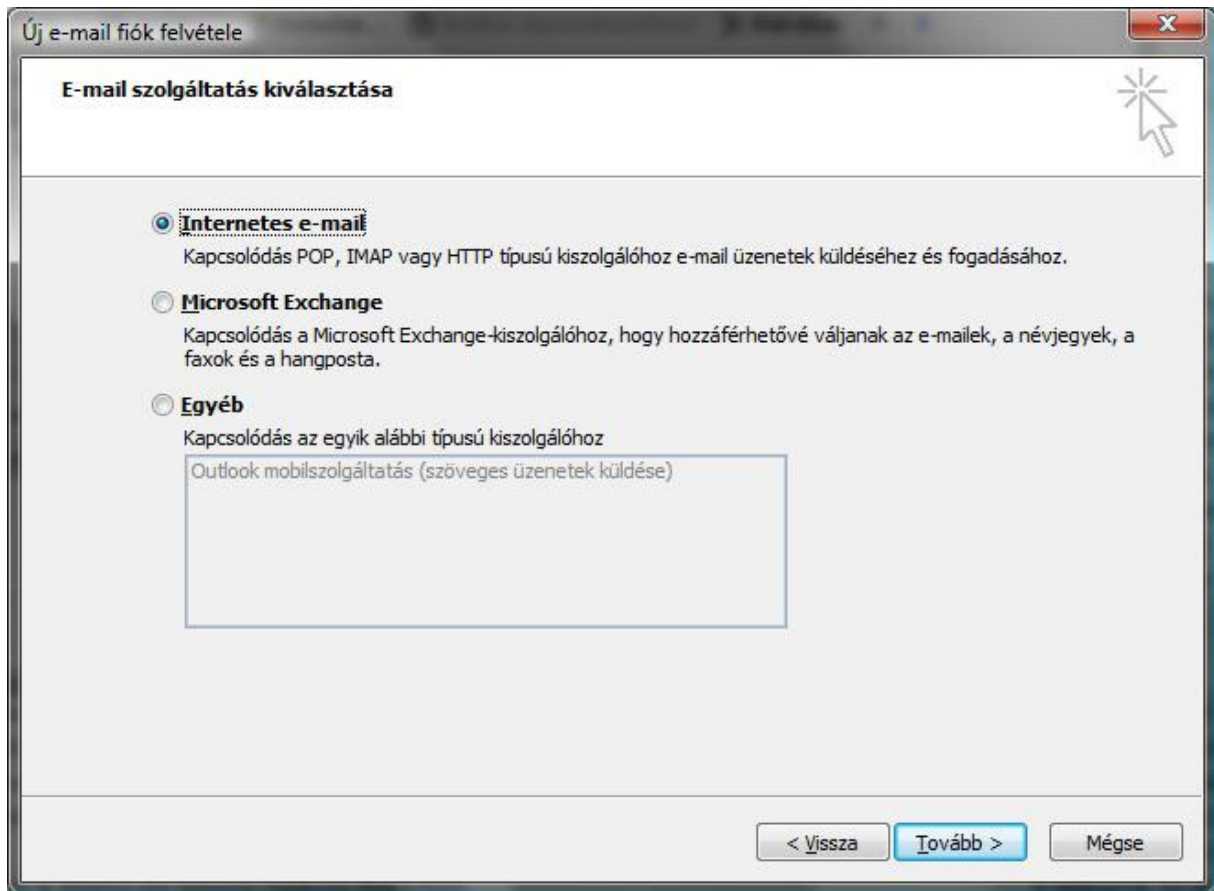 Új e-mail fiók felvétele
E-mail szolgáltatás kiválasztása
Internetes e-mail
Kapcsolódás POP, IMAP vagy HTTP típusú kiszolgálóhoz e-mail üzenetek küldéséhez és fogadásához.
Microsoft Exchange
Kapcsolódás a Microsoft Exchange-kiszolgálóhoz, hogy hozzáférhetővé váljanak az e-mailek, a névjegyek, a
faxok és a hangposta.
Egyéb
Kapcsolódás az egyik alábbi típusú kiszolgálóhoz
Outlook mobilszolgáltatás (szöveges üzenetek küldése)
< Vissza Tovább > Mégse